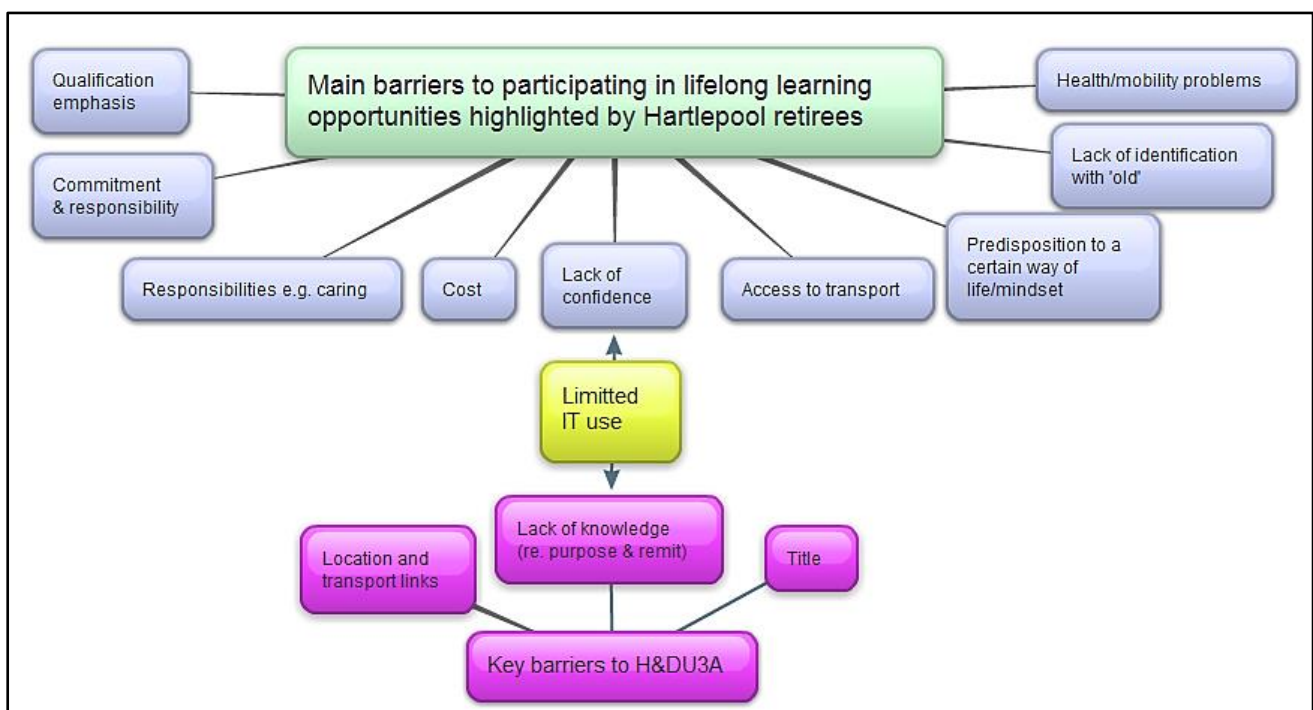 Main barriers to participating in lifelong learning
opportunities highlighted by Hartlepool retirees
Qualification
emphasis
Commitment
& responsibility
Responsibilities e.g. caring
Cost
Lack of
confidence
Access to transport
Predisposition to a
certain way of
life/mindset
Lack of identification
with 'old'
Health/mobility problems
Limitted
IT use
Lack of knowledge
(re. purpose & remit)
Location and
transport links
Title
Key barriers to H&DU3A